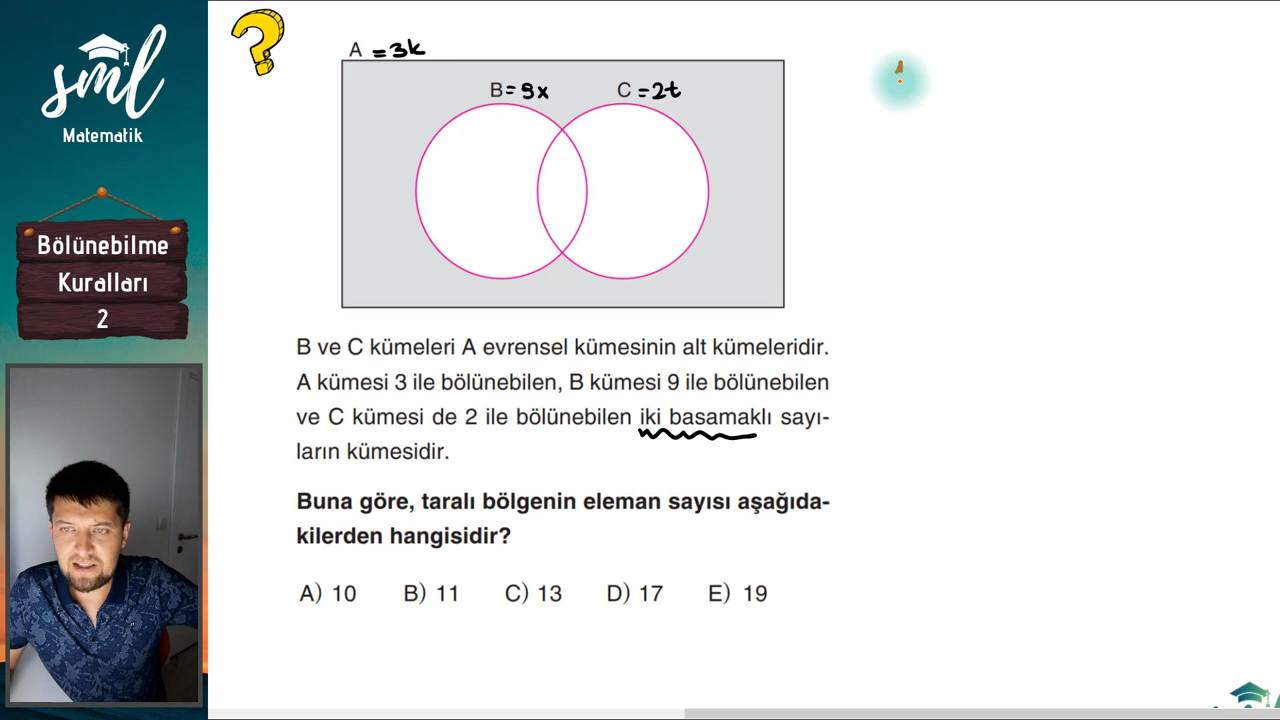 sml
Matematik
Bölünebilme
Kuralları
2
?
A = 3k
B = 9x
C = 2t
B ve C kümeleri A evrensel kümesinin alt kümeleridir.
A kümesi 3 ile bölünebilen, B kümesi 9 ile bölünebilen
ve C kümesi de 2 ile bölünebilen iki basamaklı sayı-
ların kümesidir.
Buna göre, taralı bölgenin eleman sayısı aşağıda-
kilerden hangisidir?
A) 10 B) 11 C) 13 D) 17 E) 19